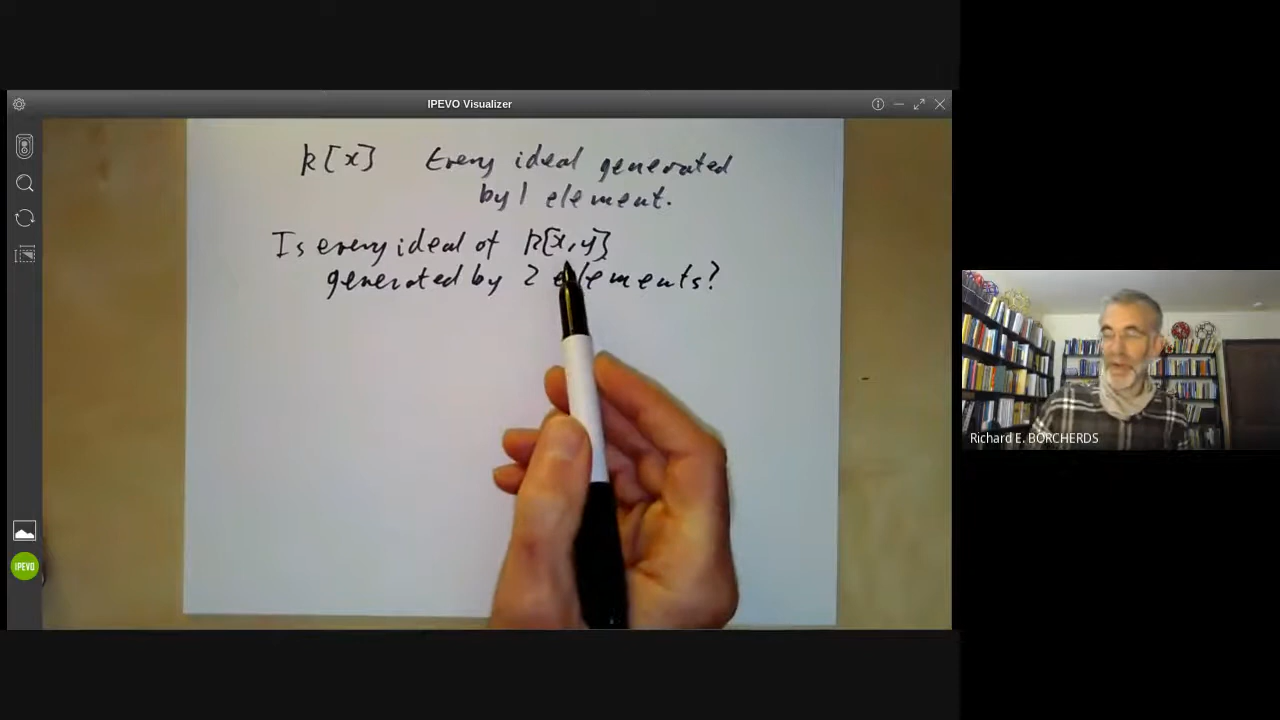 IPEVO Visualizer
k[x] Every ideal generated
by 1 element.
Is every ideal of k[x,y]
generated by 2 elements?
Richard E. BORCHERDS
IPEVO